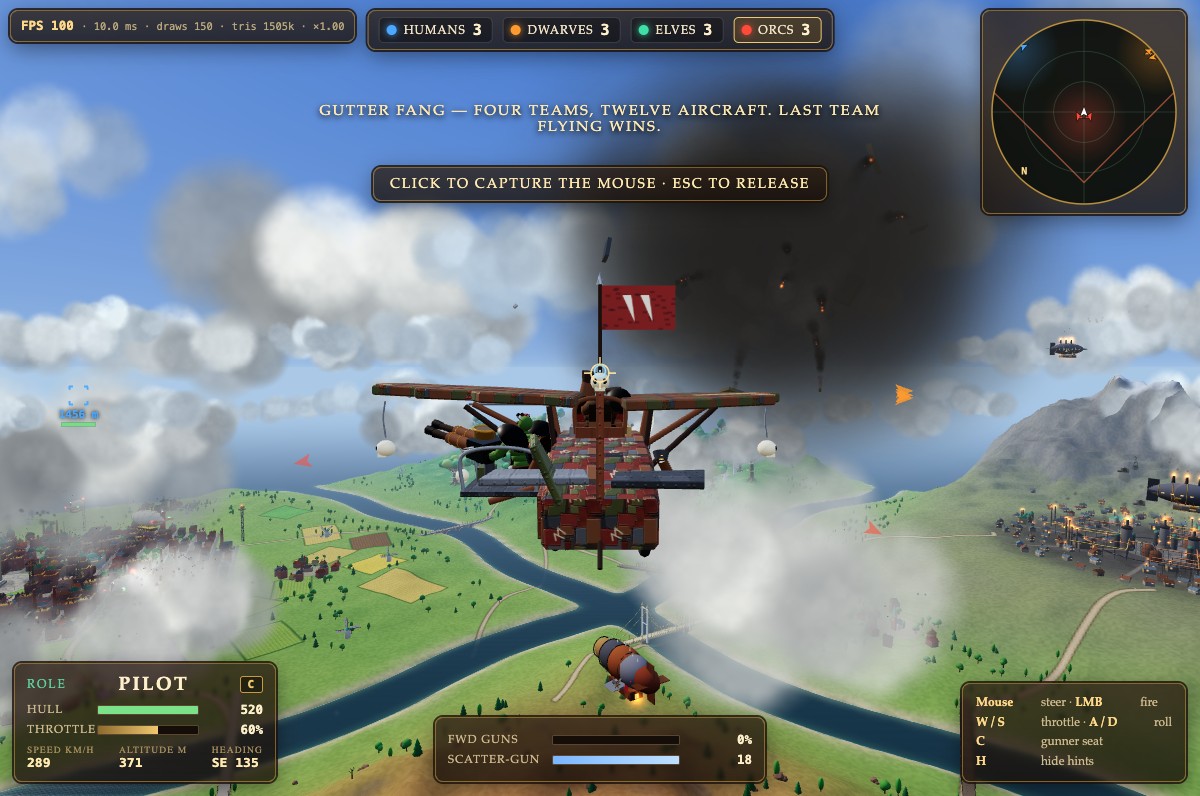 FPS 100 · 10.0 ms · draws 150 · tris 1505k · ×1.00
HUMANS 3 DWARVES 3 ELVES 3 ORCS 3
GUTTER FANG — FOUR TEAMS, TWELVE AIRCRAFT. LAST TEAM
FLYING WINS.
CLICK TO CAPTURE THE MOUSE · ESC TO RELEASE
N
ROLE PILOT C
HULL 520
THROTTLE 60%
SPEED KM/H ALTITUDE M HEADING
289 371 SE 135
FWD GUNS 0%
SCATTER-GUN 18
Mouse steer · LMB fire
W / S throttle · A / D roll
C gunner seat
H hide hints